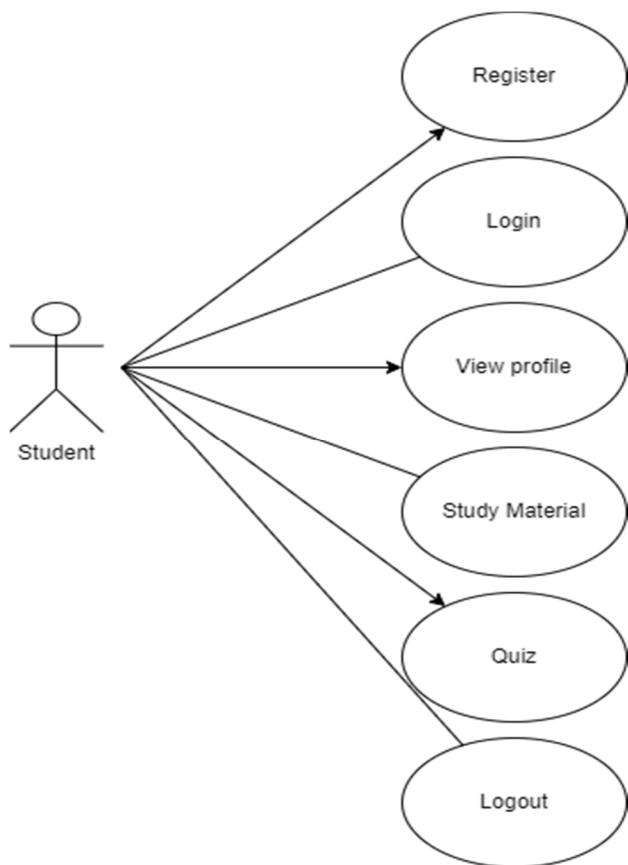 Register
Login
View profile
Student
Study Material
Quiz
Logout